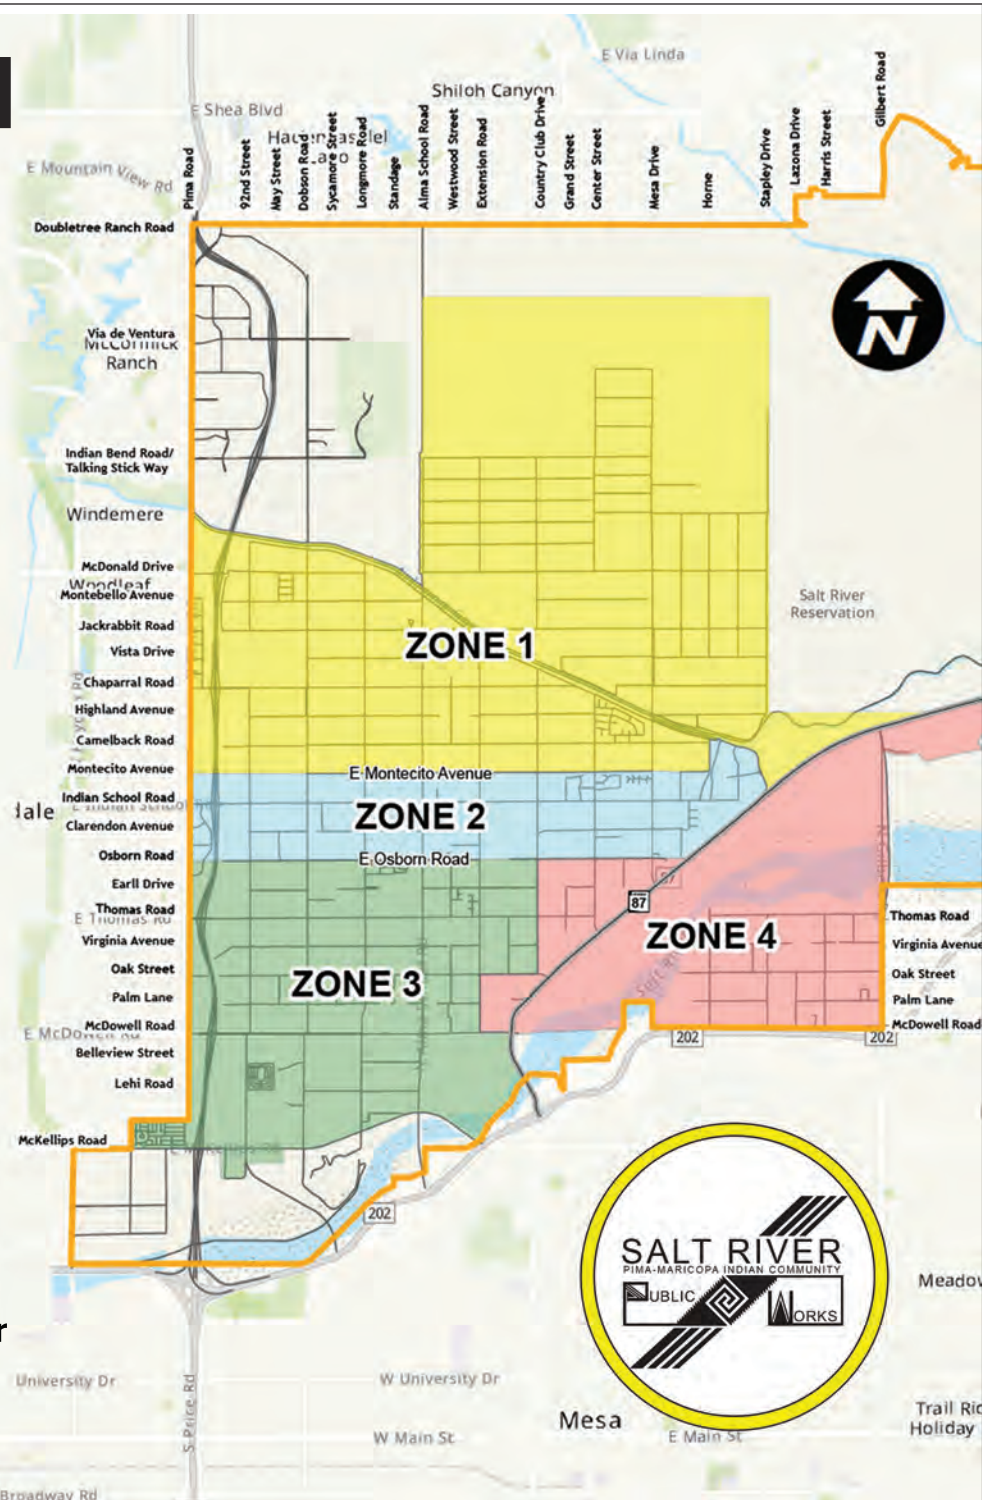 E Via Linda
Shiloh Canyon
E Shea Blvd
E Mountain View Rd
Pima Road
92nd Street
May Street
Dobson Road
Sycamore Street
Longmore Road
Standage
Alma School Road
Westwood Street
Extension Road
Country Club Drive
Grand Street
Center Street
Mesa Drive
Horne
Stapley Drive
Lazona Drive
Harris Street
Gilbert Road
Doubletree Ranch Road
N
Via de Ventura
McCormick
Ranch
Indian Bend Road/
Talking Stick Way
Windemere
McDonald Drive
Woodleaf
Montebello Avenue
Jackrabbit Road
Vista Drive
Chaparral Road
Highland Avenue
Camelback Road
Montecito Avenue
Indian School Road
Clarendon Avenue
Osborn Road
Earll Drive
Thomas Road
E Thomas Rd
Virginia Avenue
Oak Street
Palm Lane
McDowell Road
E McDowell Rd
Belleview Street
Lehi Road
McKellips Road
Salt River
Reservation
ZONE 1
E Montecito Avenue
ZONE 2
E Osborn Road
87
ZONE 4
ZONE 3
Thomas Road
Virginia Avenue
Oak Street
Palm Lane
McDowell Road
202
202
202
SALT RIVER
PIMA-MARICOPA INDIAN COMMUNITY
PUBLIC
WORKS
University Dr
W University Dr
S Price Rd
Mesa
W Main St
E Main St
Broadway Rd